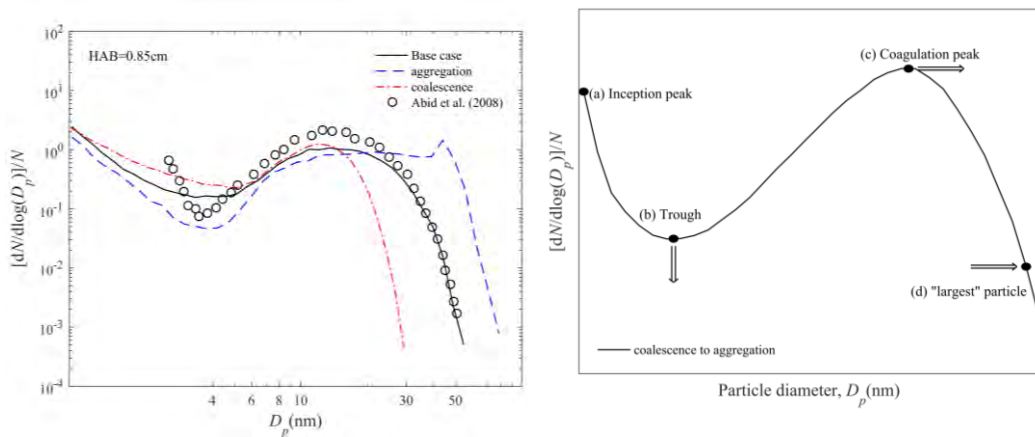 10^2
10^1
10^0
10^-1
10^-2
10^-3
10^-4
[dN/dlog(D_p)]/N
HAB=0.85cm
Base case
aggregation
coalescence
Abid et al. (2008)
4 6 8 10 30 50
D_p(nm)
[dN/dlog(D_p)]/N
(a) Inception peak
(b) Trough
(c) Coagulation peak
(d) "largest" particle
coalescence to aggregation
Particle diameter, D_p(nm)